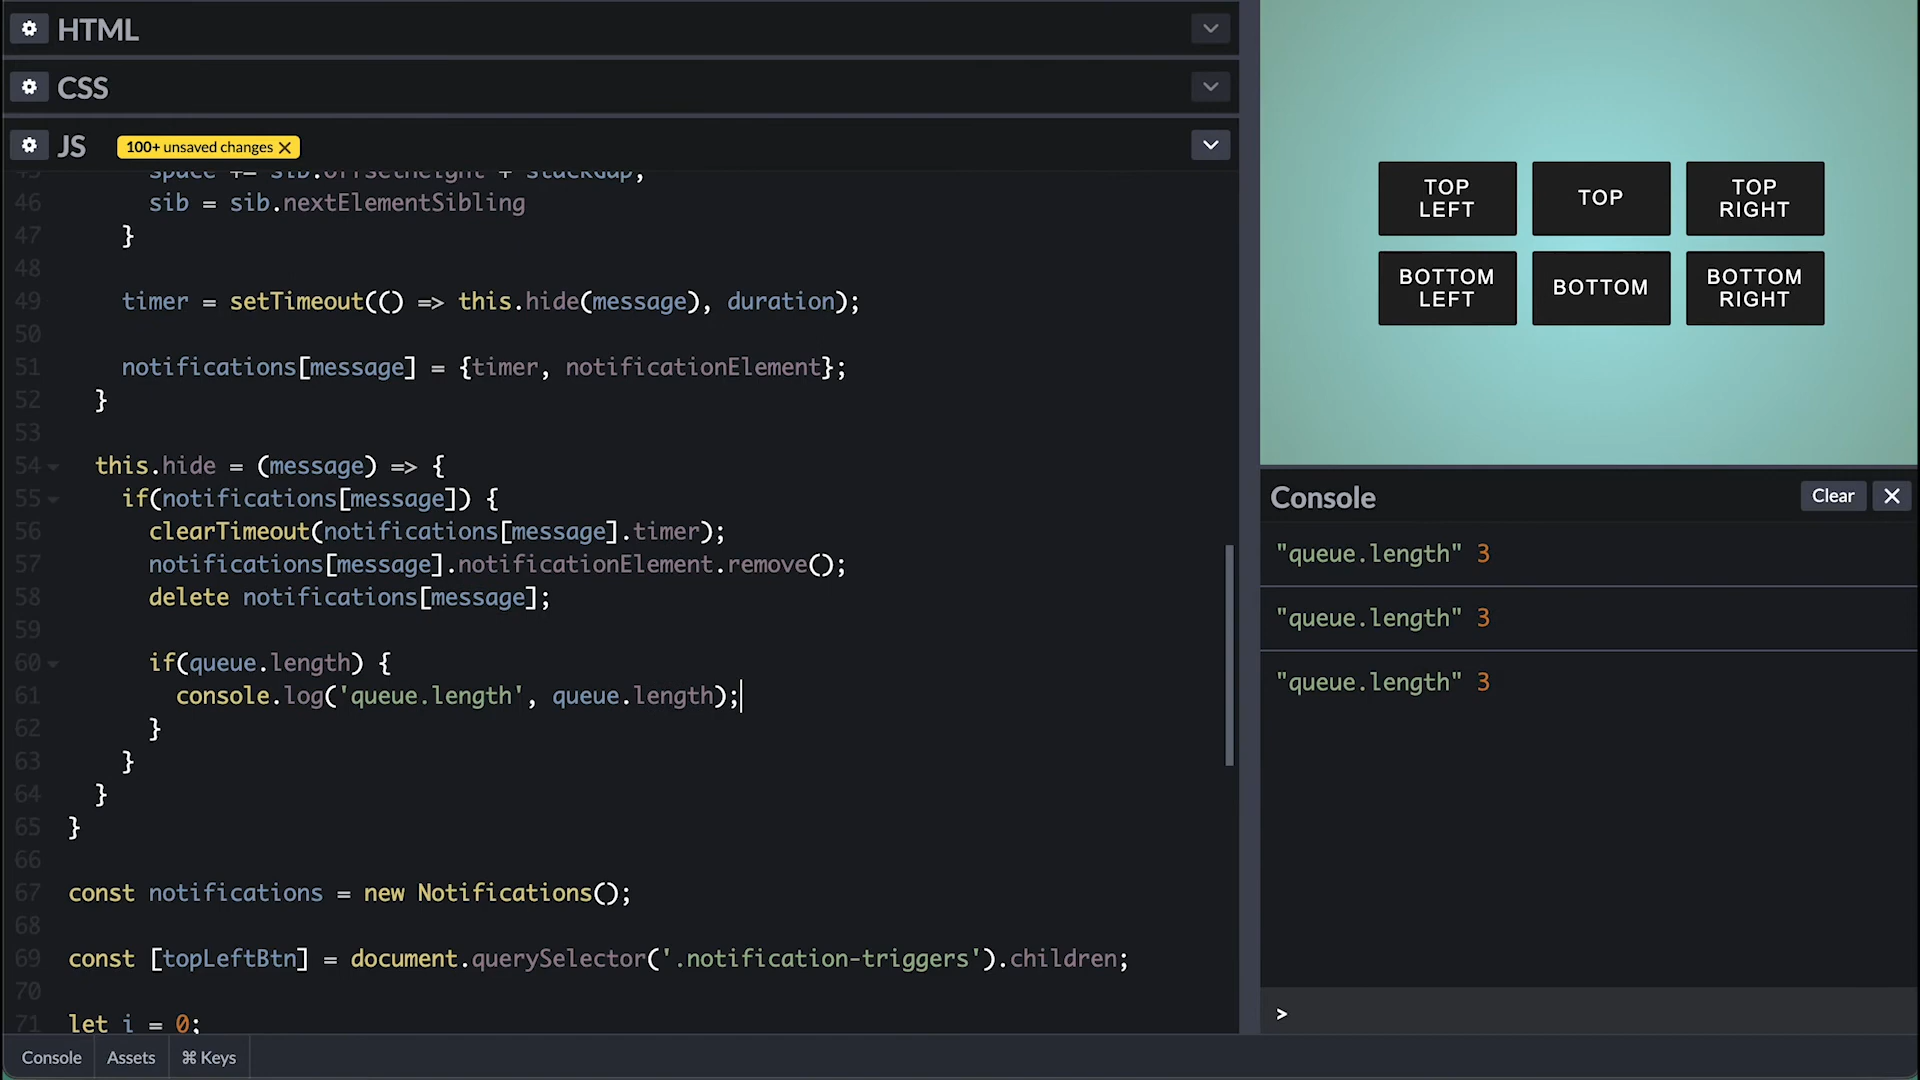 HTML
CSS
JS 100+ unsaved changes
45 space += sib.offsetHeight + stackGap;
46 sib = sib.nextElementSibling
47 }
48
49 timer = setTimeout(() => this.hide(message), duration);
50
51 notifications[message] = {timer, notificationElement};
52 }
53
54 this.hide = (message) => {
55 if(notifications[message]) {
56 clearTimeout(notifications[message].timer);
57 notifications[message].notificationElement.remove();
58 delete notifications[message];
59
60 if(queue.length) {
61 console.log('queue.length', queue.length);
62 }
63 }
64 }
65 }
66
67 const notifications = new Notifications();
68
69 const [topLeftBtn] = document.querySelector('.notification-triggers').children;
70
71 let i = 0;
Console
Assets
⌘ Keys
TOP
LEFT
TOP
TOP
RIGHT
BOTTOM
LEFT
BOTTOM
BOTTOM
RIGHT
Console
Clear
"queue.length" 3
"queue.length" 3
"queue.length" 3
>